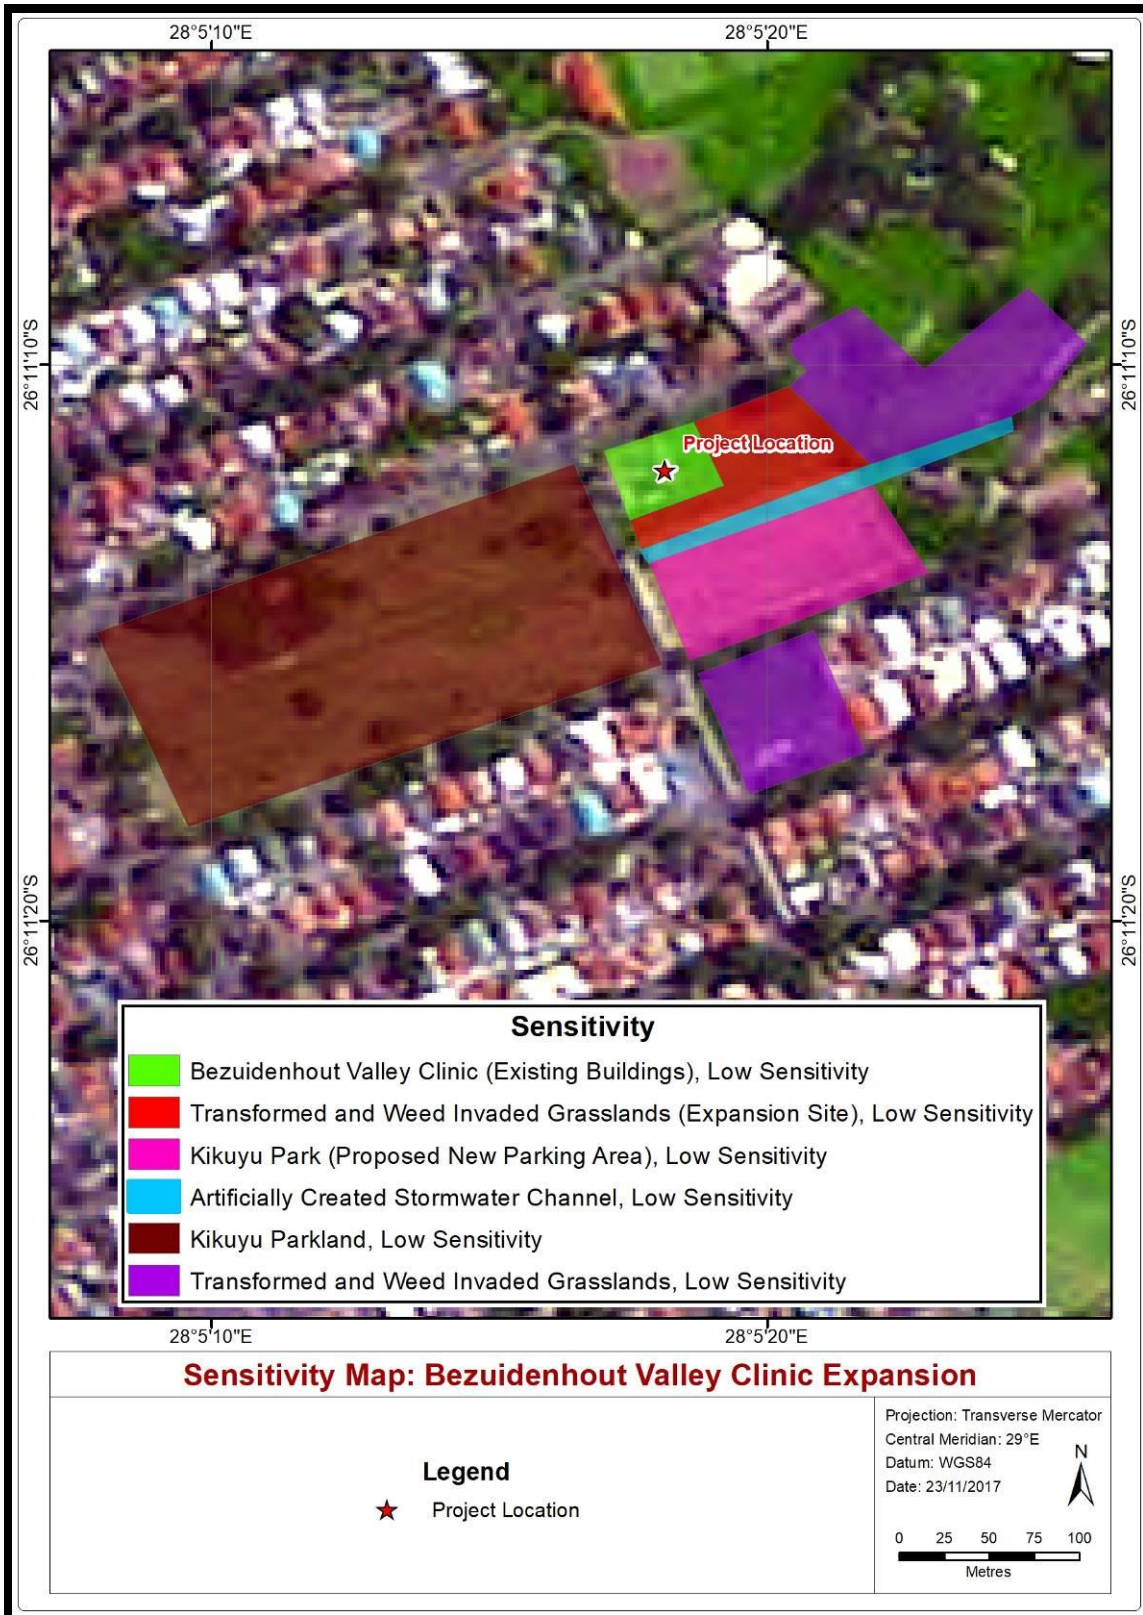 28°5'10"E
28°5'20"E
26°11'10"S
26°11'10"S
Project Location
26°11'20"S
26°11'20"S
Sensitivity
Bezuidenhout Valley Clinic (Existing Buildings), Low Sensitivity
Transformed and Weed Invaded Grasslands (Expansion Site), Low Sensitivity
Kikuyu Park (Proposed New Parking Area), Low Sensitivity
Artificially Created Stormwater Channel, Low Sensitivity
Kikuyu Parkland, Low Sensitivity
Transformed and Weed Invaded Grasslands, Low Sensitivity
28°5'10"E
28°5'20"E
Sensitivity Map: Bezuidenhout Valley Clinic Expansion
Legend
Project Location
Projection: Transverse Mercator
Central Meridian: 29°E
Datum: WGS84
Date: 23/11/2017
N
0 25 50 75 100
Metres